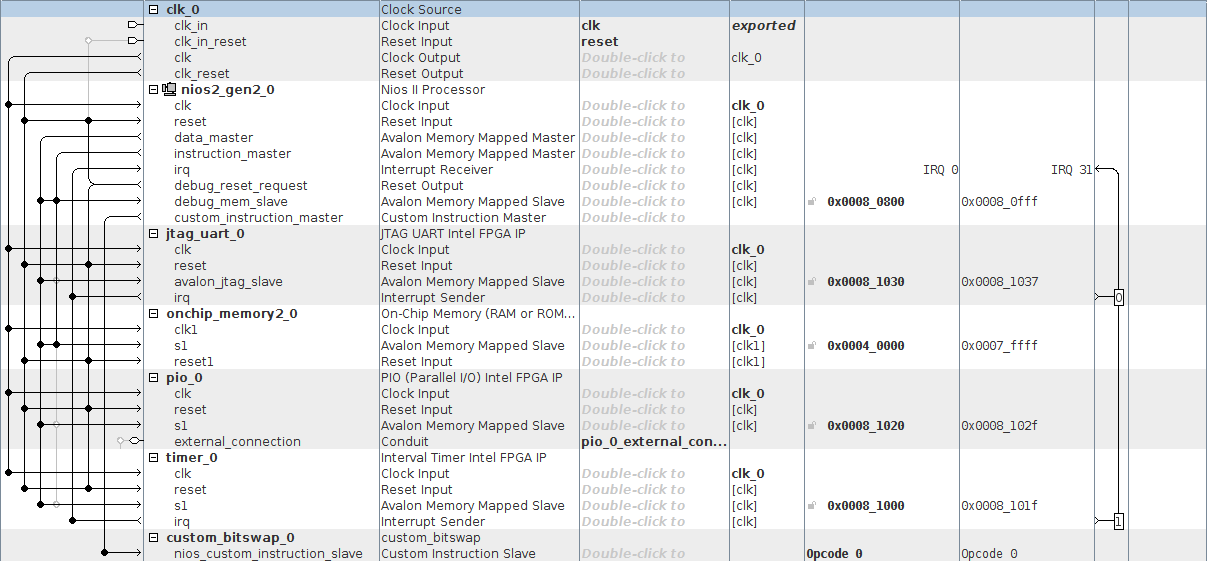 clk_0 Clock Source
clk_in Clock Input clk exported
clk_in_reset Reset Input reset
clk Clock Output Double-click to clk_0
clk_reset Reset Output Double-click to
nios2_gen2_0 Nios II Processor
clk Clock Input Double-click to clk_0
reset Reset Input Double-click to [clk]
data_master Avalon Memory Mapped Master Double-click to [clk]
instruction_master Avalon Memory Mapped Master Double-click to [clk]
irq Interrupt Receiver Double-click to [clk] IRQ 0 IRQ 31
debug_reset_request Reset Output Double-click to [clk]
debug_mem_slave Avalon Memory Mapped Slave Double-click to [clk] 0x0008_0800 0x0008_0fff
custom_instruction_master Custom Instruction Master Double-click to
jtag_uart_0 JTAG UART Intel FPGA IP
clk Clock Input Double-click to clk_0
reset Reset Input Double-click to [clk]
avalon_jtag_slave Avalon Memory Mapped Slave Double-click to [clk] 0x0008_1030 0x0008_1037
irq Interrupt Sender Double-click to [clk] 0
onchip_memory2_0 On-Chip Memory (RAM or ROM...
clk1 Clock Input Double-click to clk_0
s1 Avalon Memory Mapped Slave Double-click to [clk1] 0x0004_0000 0x0007_ffff
reset1 Reset Input Double-click to [clk1]
pio_0 PIO (Parallel I/O) Intel FPGA IP
clk Clock Input Double-click to clk_0
reset Reset Input Double-click to [clk]
s1 Avalon Memory Mapped Slave Double-click to [clk] 0x0008_1020 0x0008_102f
external_connection Conduit pio_0_external_con...
timer_0 Interval Timer Intel FPGA IP
clk Clock Input Double-click to clk_0
reset Reset Input Double-click to [clk]
s1 Avalon Memory Mapped Slave Double-click to [clk] 0x0008_1000 0x0008_101f
irq Interrupt Sender Double-click to [clk] 1
custom_bitswap_0 custom_bitswap
nios_custom_instruction_slave Custom Instruction Slave Double-click to Opcode 0 Opcode 0